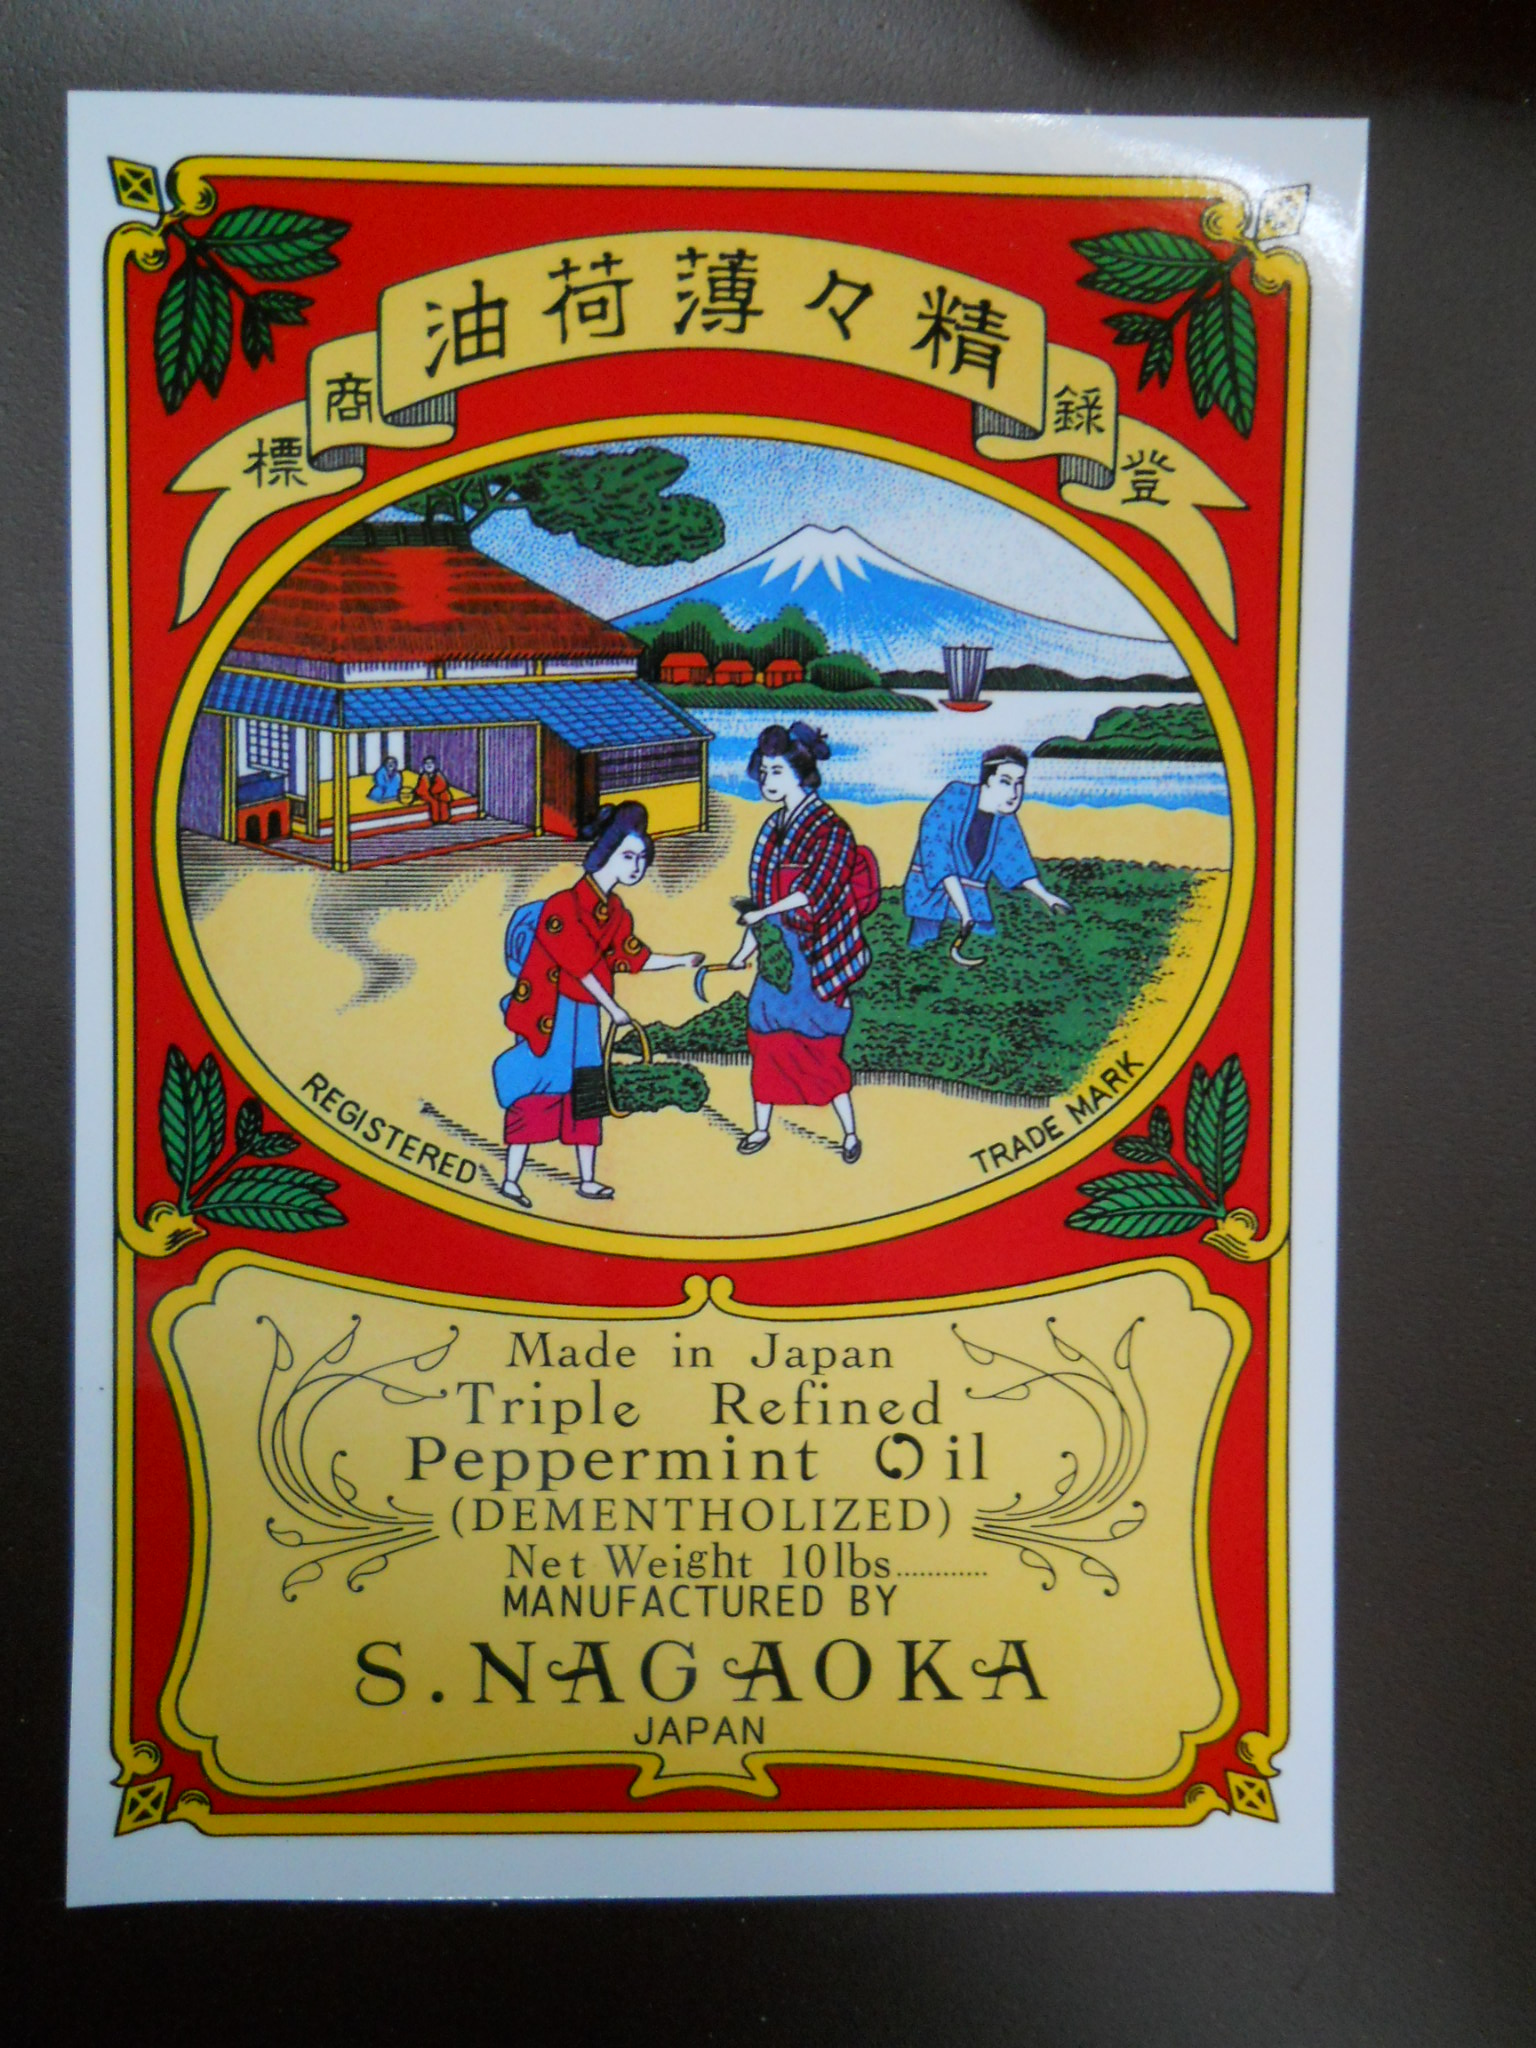 精々薄荷油
登録商標
REGISTERED TRADE MARK
Made in Japan
Triple Refined
Peppermint Oil
(DEMENTHOLIZED)
Net Weight 10lbs............
MANUFACTURED BY
S. NAGAOKA
JAPAN